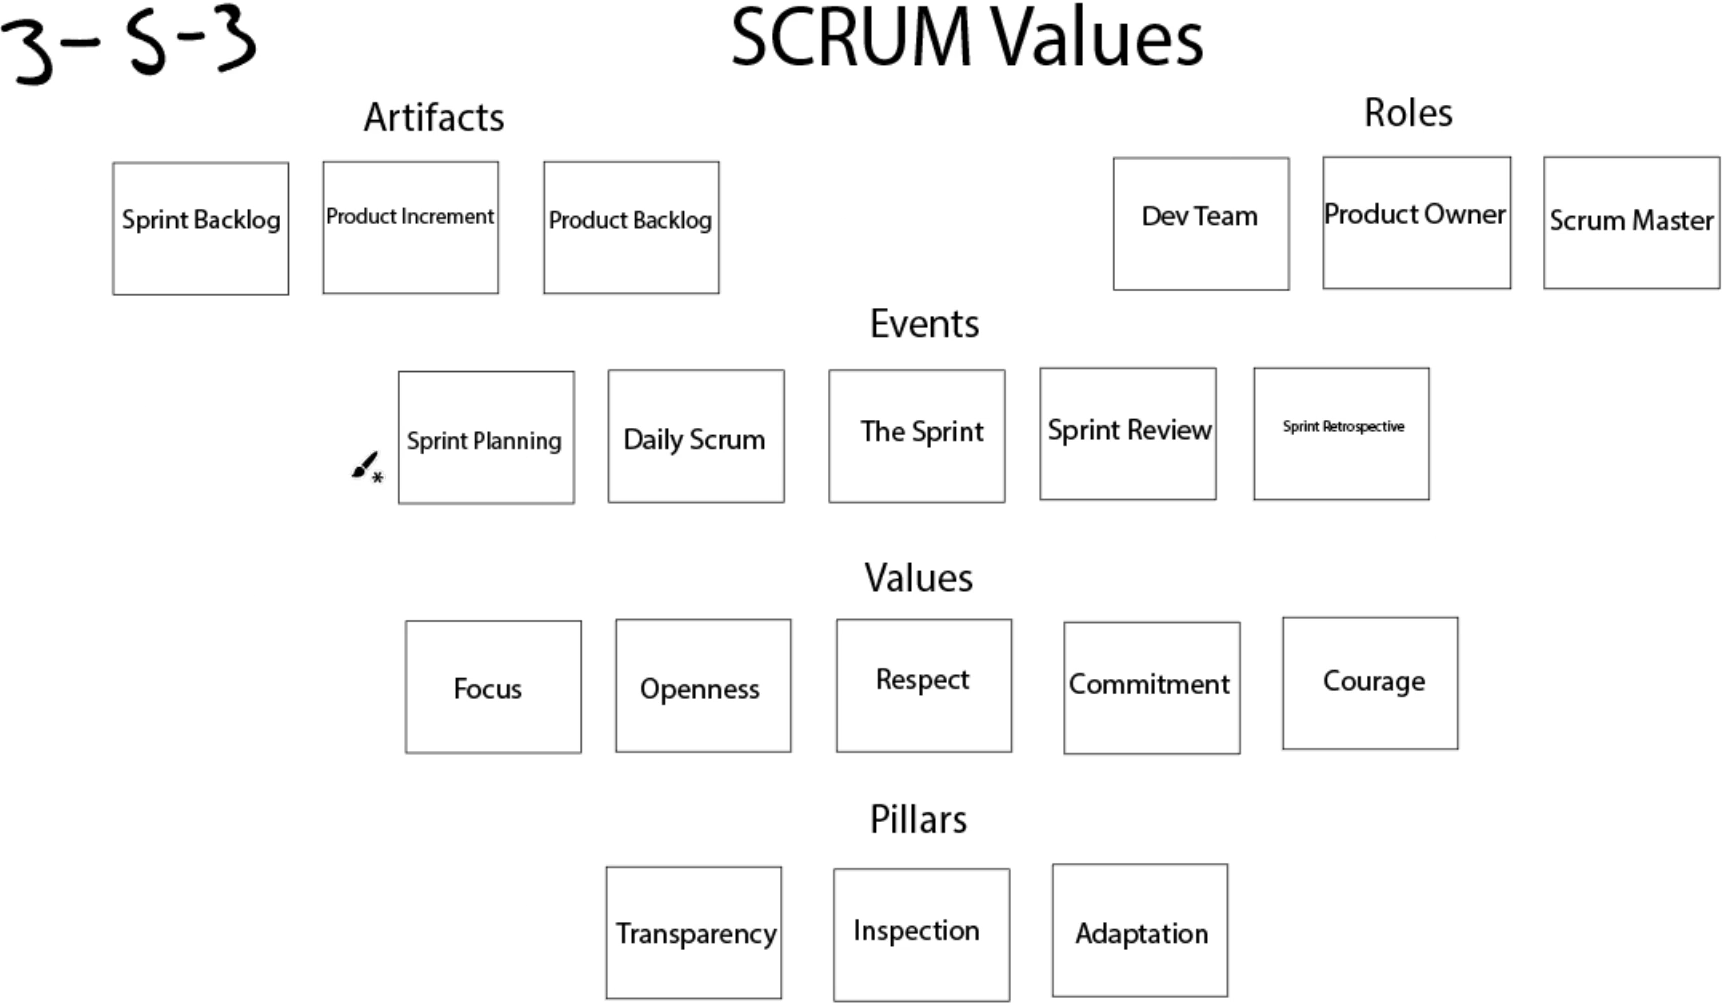 3-5-3
SCRUM Values
Artifacts
Roles
Sprint Backlog
Product Increment
Product Backlog
Dev Team
Product Owner
Scrum Master
Events
Sprint Planning
Daily Scrum
The Sprint
Sprint Review
Sprint Retrospective
Values
Focus
Openness
Respect
Commitment
Courage
Pillars
Transparency
Inspection
Adaptation